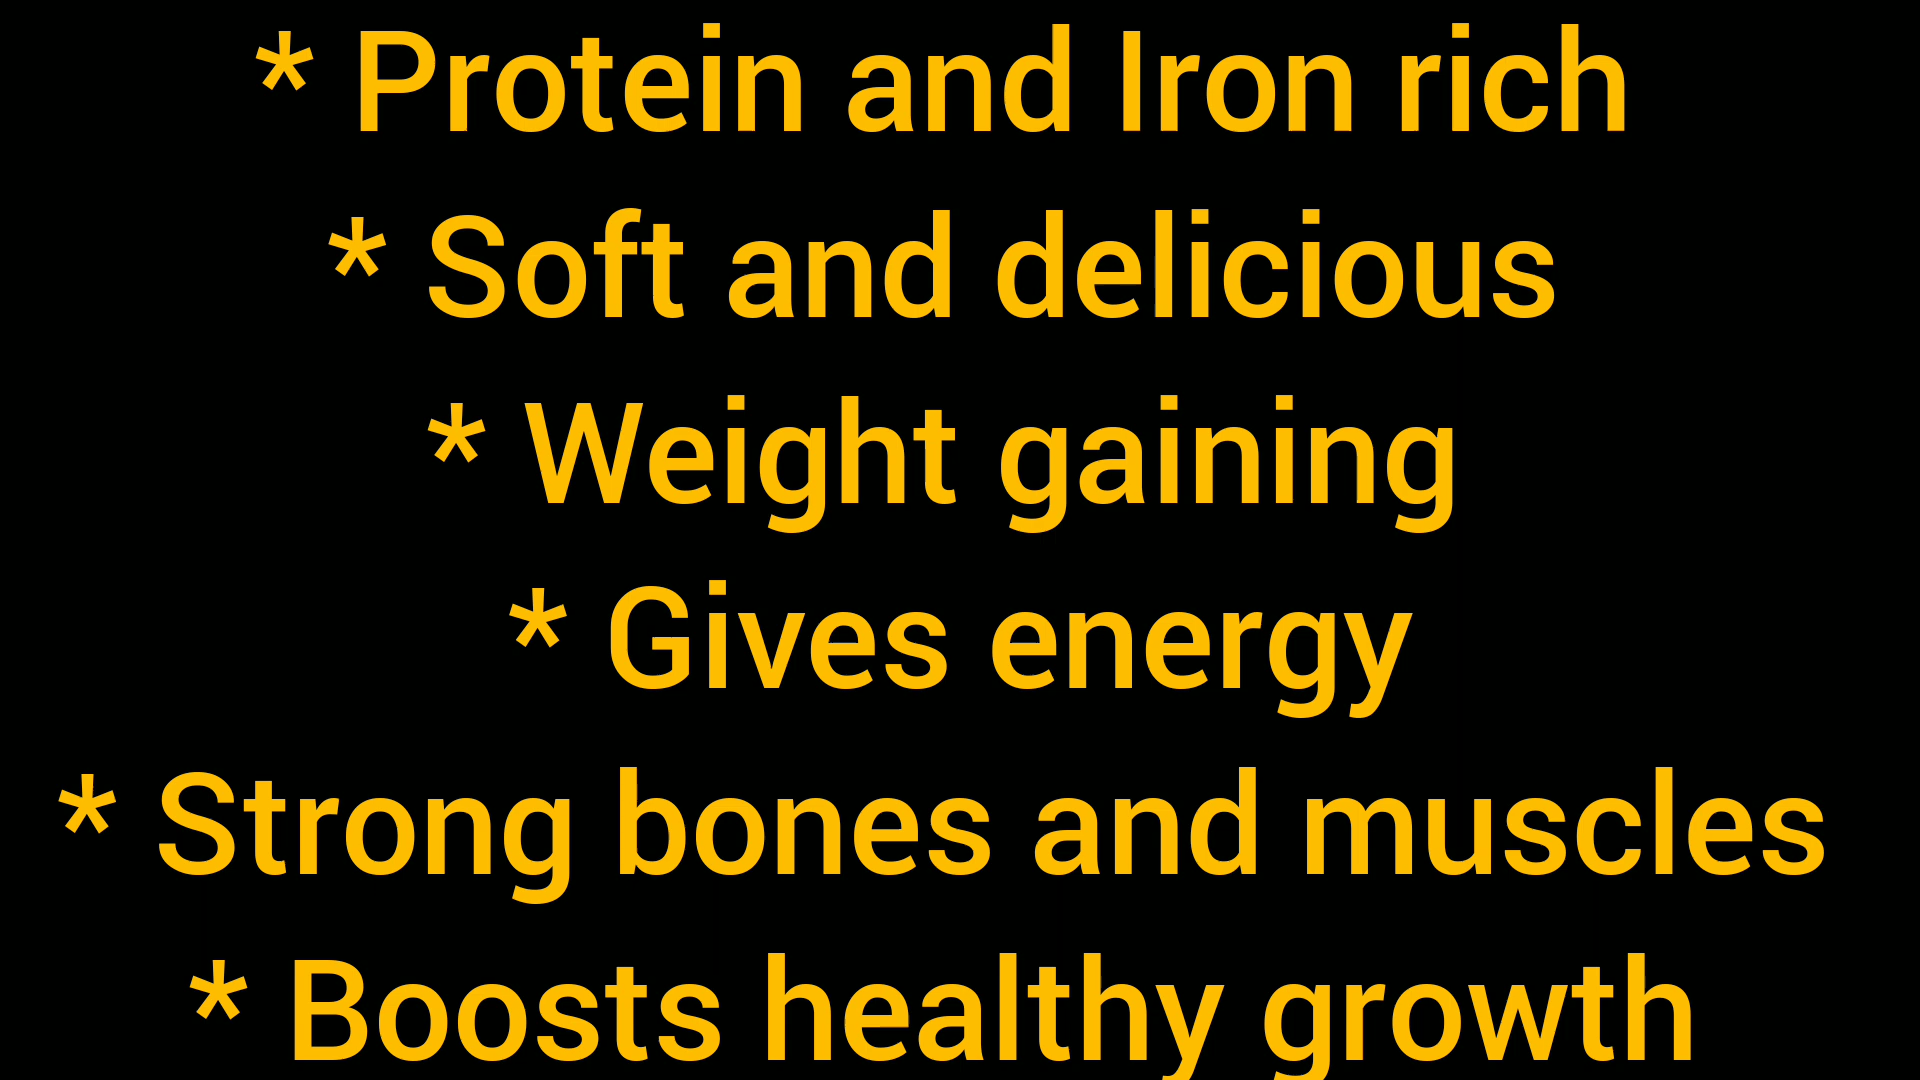 * Protein and Iron rich
* Soft and delicious
* Weight gaining
* Gives energy
* Strong bones and muscles
* Boosts healthy growth